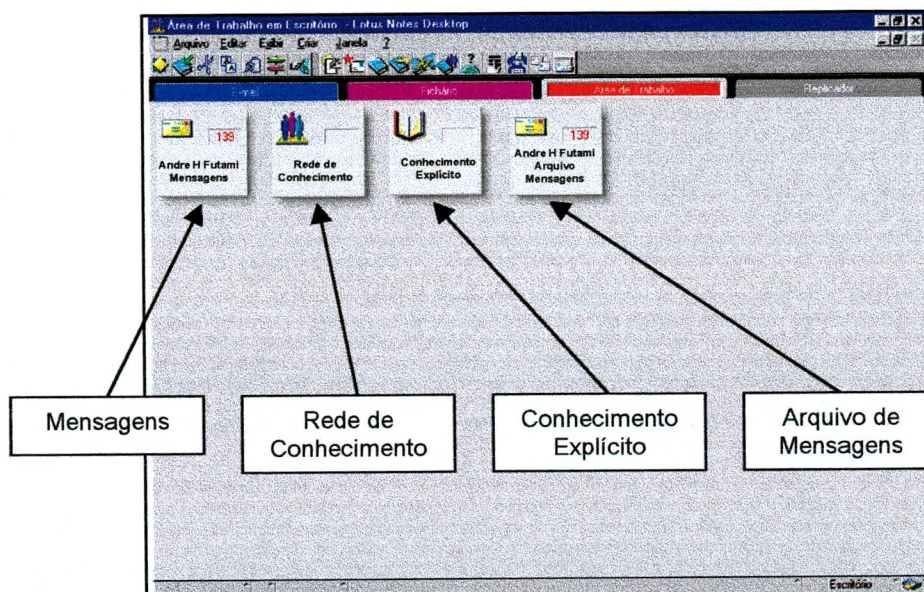 Área de Trabalho em Escritório - Lotus Notes Desktop
Arquivo Editar Exibir Criar Janela ?
E-mail Fichário Área de Trabalho Replicador
139
Andre H Futami
Mensagens
Rede de
Conhecimento
Conhecimento
Explícito
139
Andre H Futami
Arquivo
Mensagens
Mensagens
Rede de
Conhecimento
Conhecimento
Explícito
Arquivo de
Mensagens
Escritório